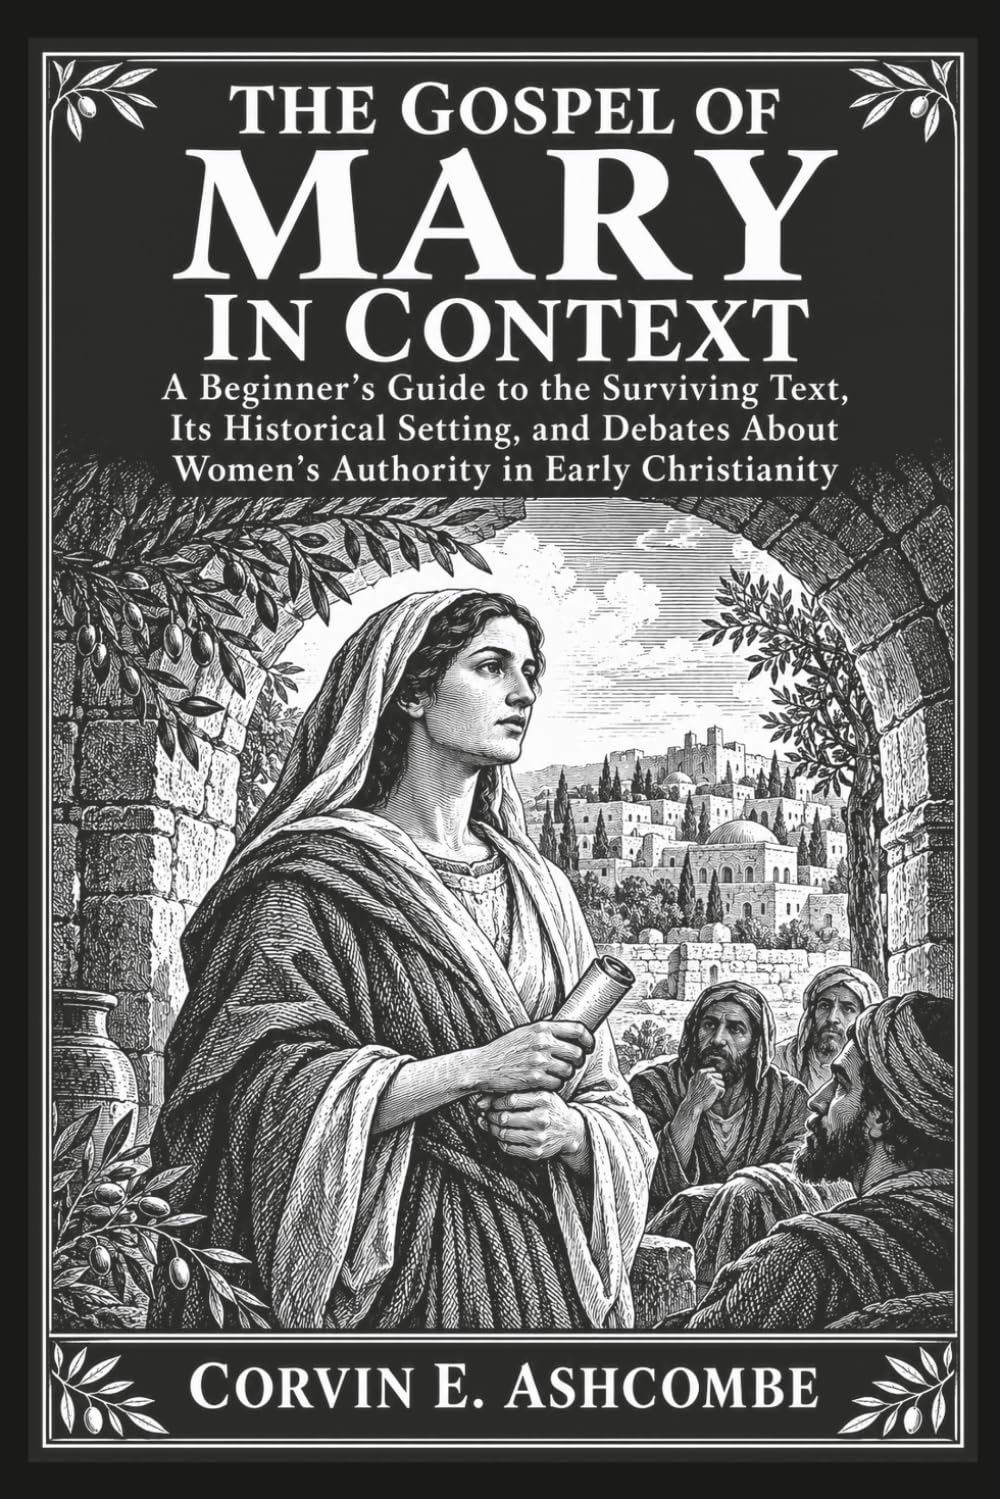 THE GOSPEL OF
MARY
IN CONTEXT
A Beginner's Guide to the Surviving Text,
Its Historical Setting, and Debates About
Women's Authority in Early Christianity
CORVIN E. ASHCOMBE